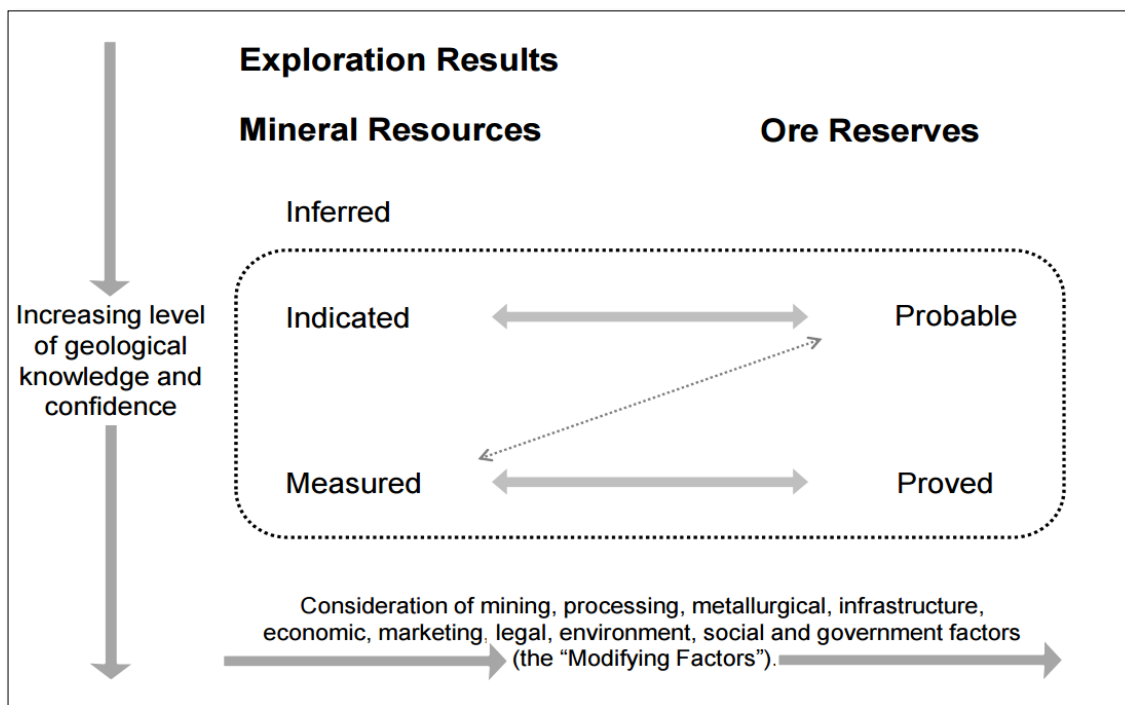 Exploration Results
Mineral Resources
Ore Reserves
Inferred
Increasing level
of geological
knowledge and
confidence
Indicated
Probable
Measured
Proved
Consideration of mining, processing, metallurgical, infrastructure,
economic, marketing, legal, environment, social and government factors
(the “Modifying Factors”).